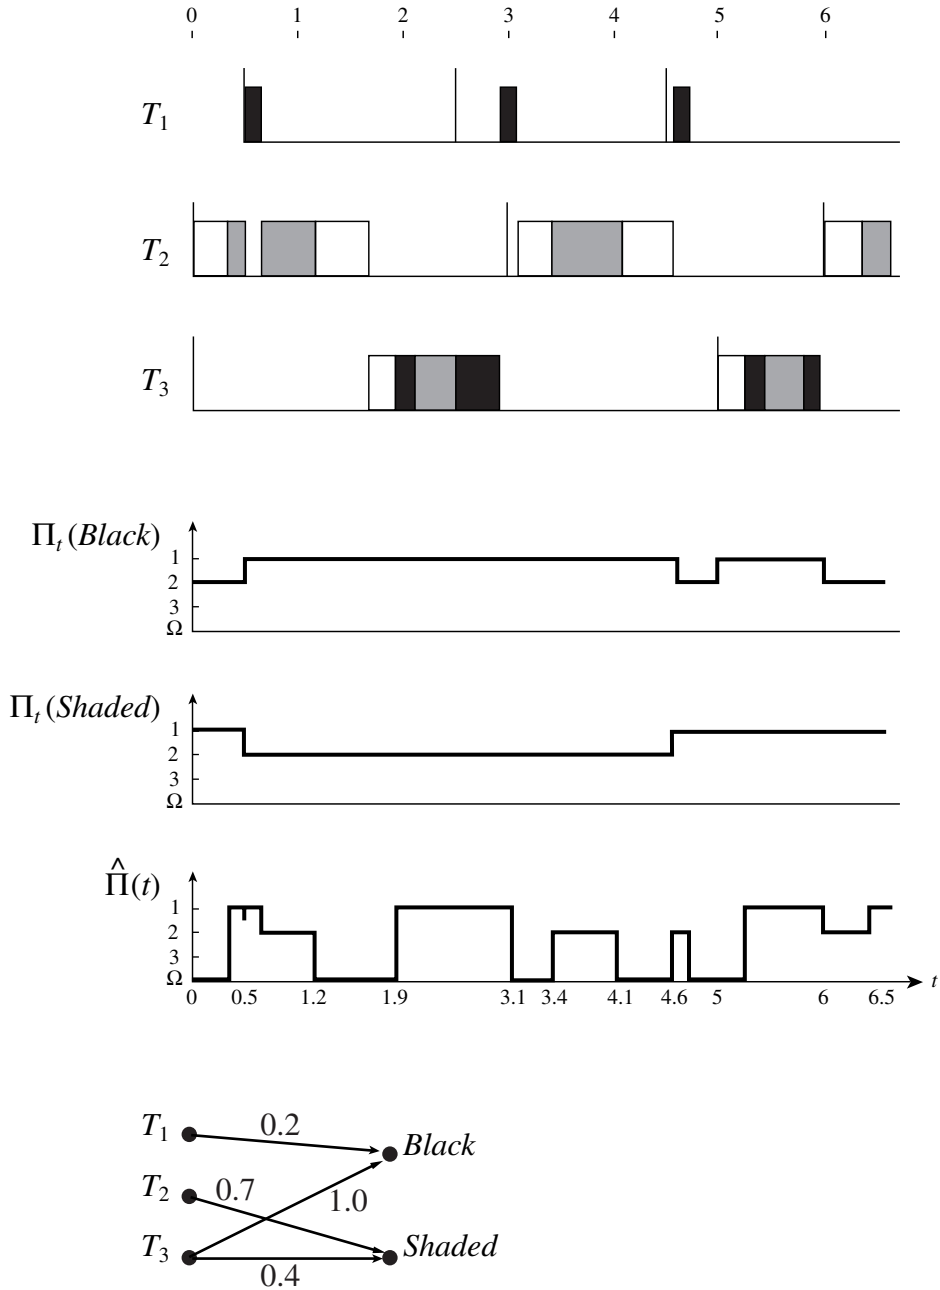 0 1 2 3 4 5 6
T₁
T₂
T₃
Πₜ (Black)
1
2
3
Ω
Πₜ (Shaded)
1
2
3
Ω
Π̂(t)
1
2
3
Ω
t
0 0.5 1.2 1.9 3.1 3.4 4.1 4.6 5 6 6.5
T₁ 0.2 Black
T₂ 0.7 1.0
T₃ 0.4 Shaded